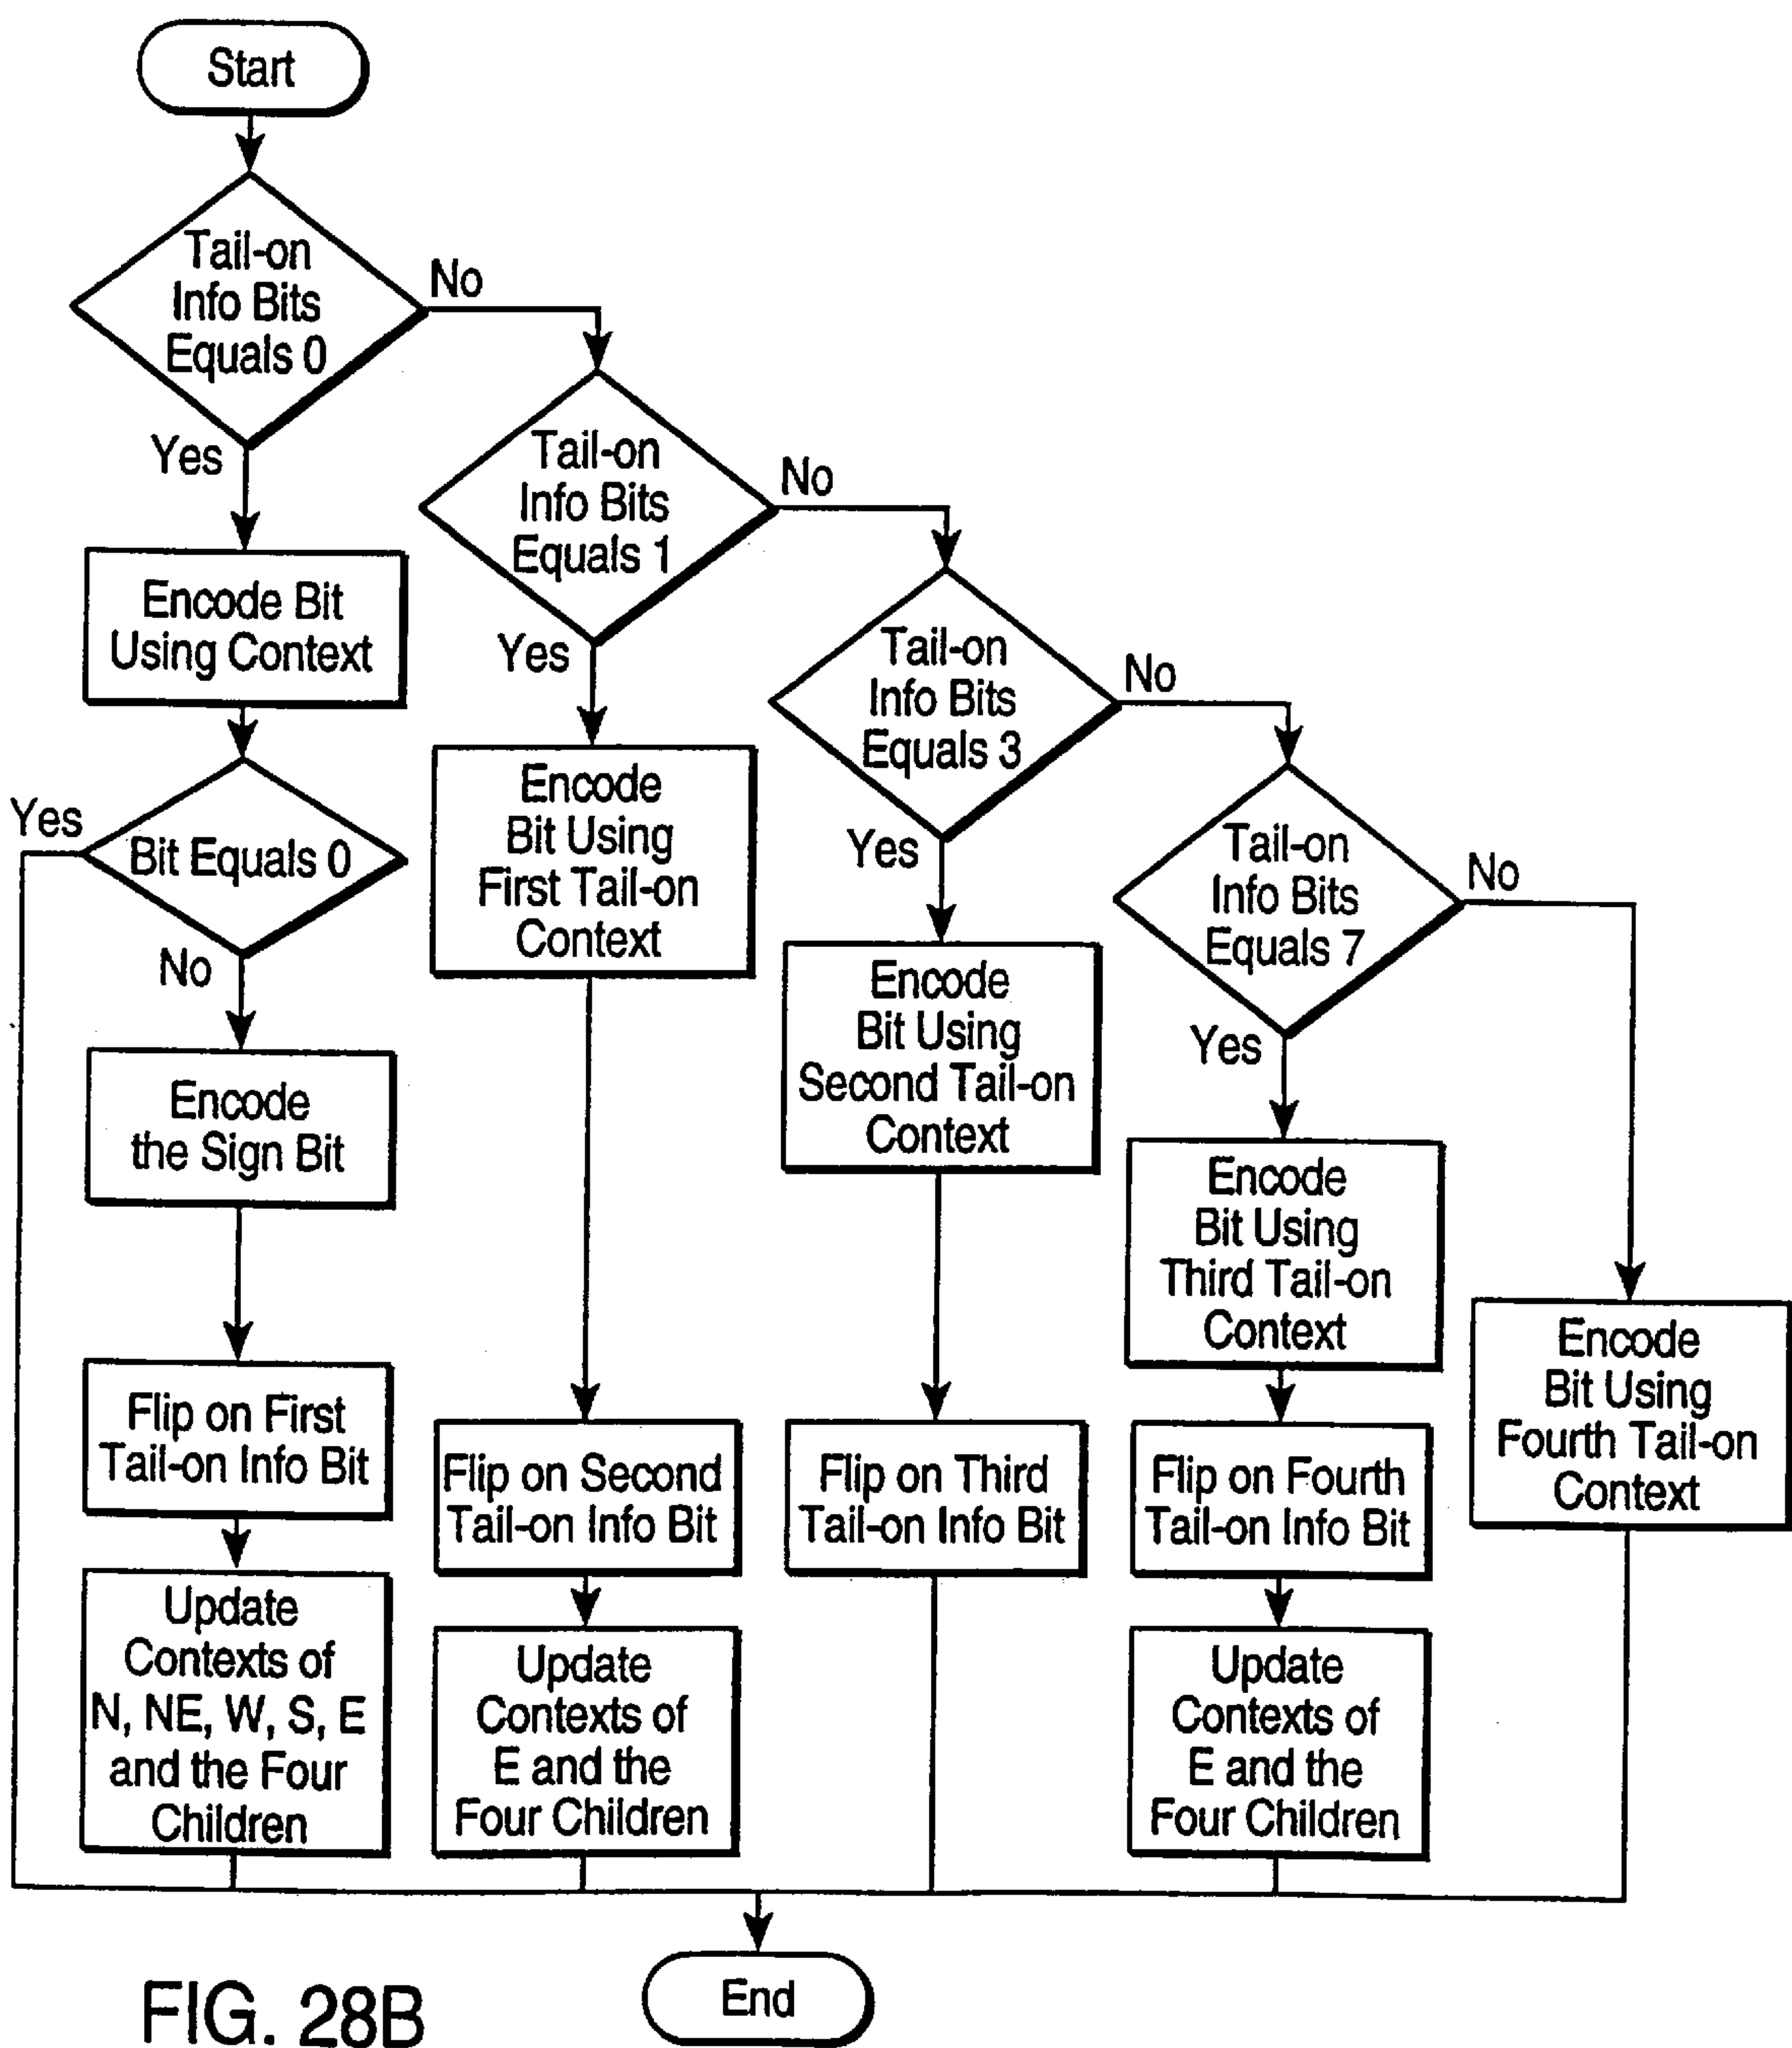 Start
Tail-on
Info Bits
Equals 0
No
Yes
Tail-on
Info Bits
Equals 1
No
Yes
Tail-on
Info Bits
Equals 3
No
Yes
Tail-on
Info Bits
Equals 7
No
Yes
Encode Bit
Using Context
Bit Equals 0
Yes
No
Encode
the Sign Bit
Flip on First
Tail-on Info Bit
Update
Contexts of
N, NE, W, S, E
and the Four
Children
Encode
Bit Using
First Tail-on
Context
Flip on Second
Tail-on Info Bit
Update
Contexts of
E and the
Four Children
Encode
Bit Using
Second Tail-on
Context
Flip on Third
Tail-on Info Bit
Encode
Bit Using
Third Tail-on
Context
Flip on Fourth
Tail-on Info Bit
Update
Contexts of
E and the
Four Children
Encode
Bit Using
Fourth Tail-on
Context
End
FIG. 28B